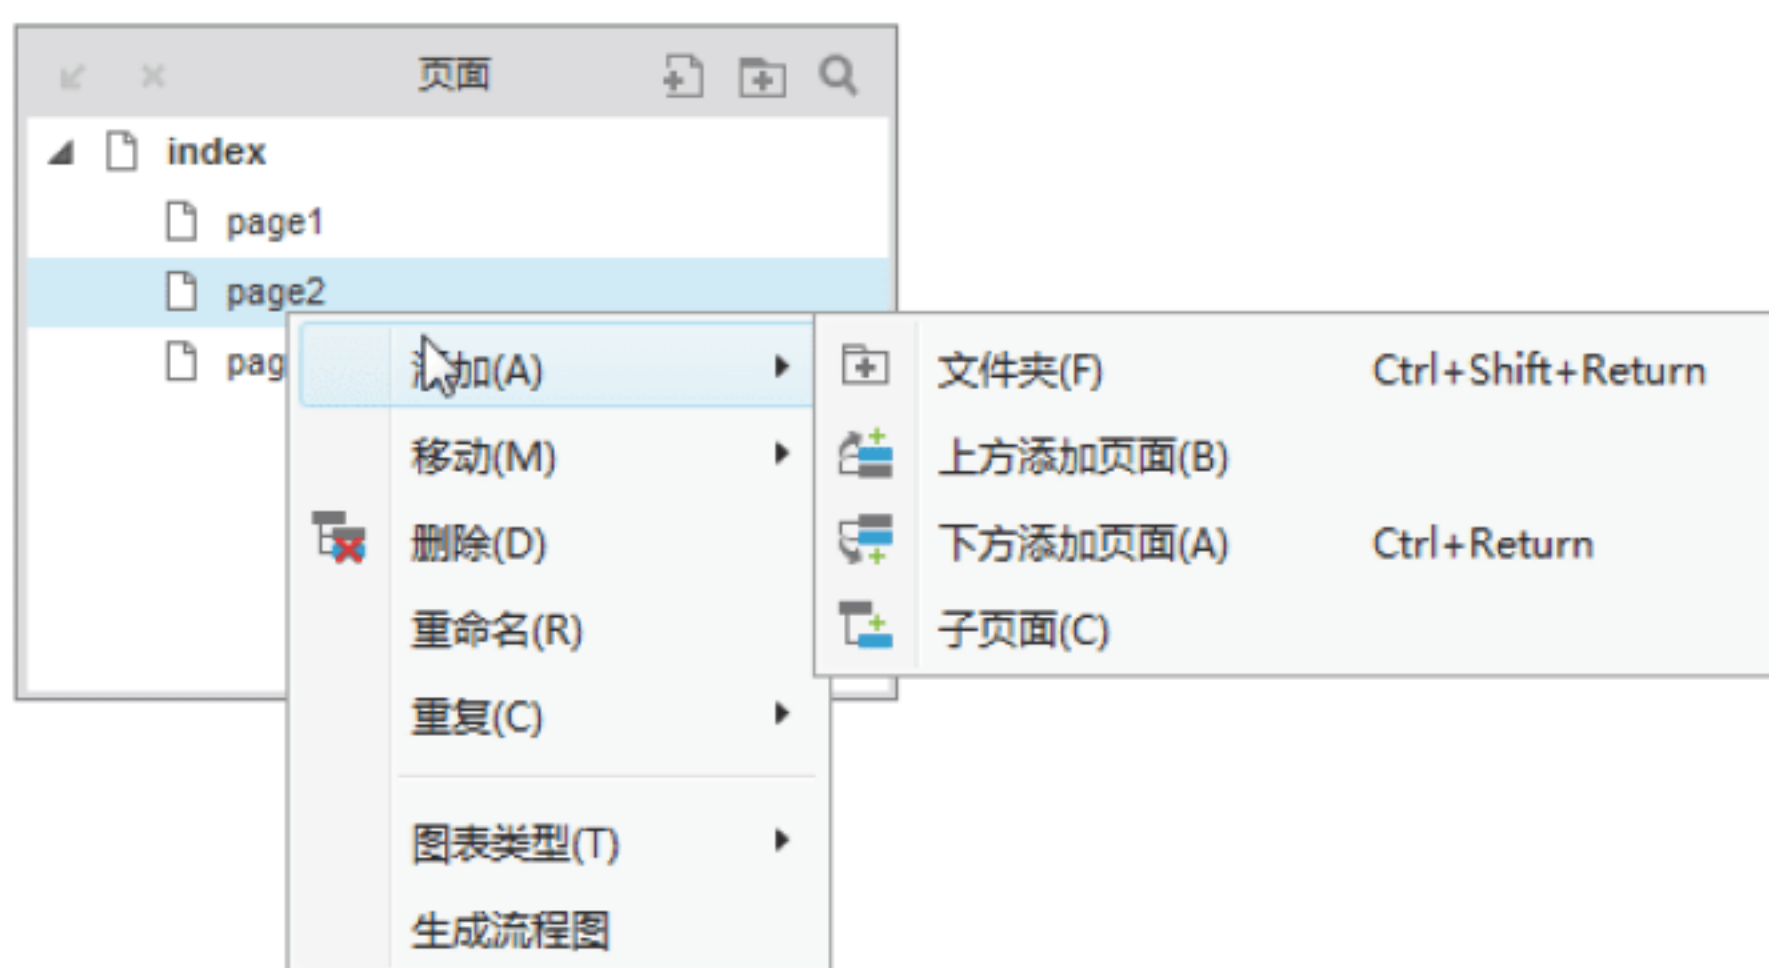 页面
index
page1
page2
pag
添加(A)
移动(M)
删除(D)
重命名(R)
重复(C)
图表类型(T)
生成流程图
文件夹(F) Ctrl+Shift+Return
上方添加页面(B)
下方添加页面(A) Ctrl+Return
子页面(C)